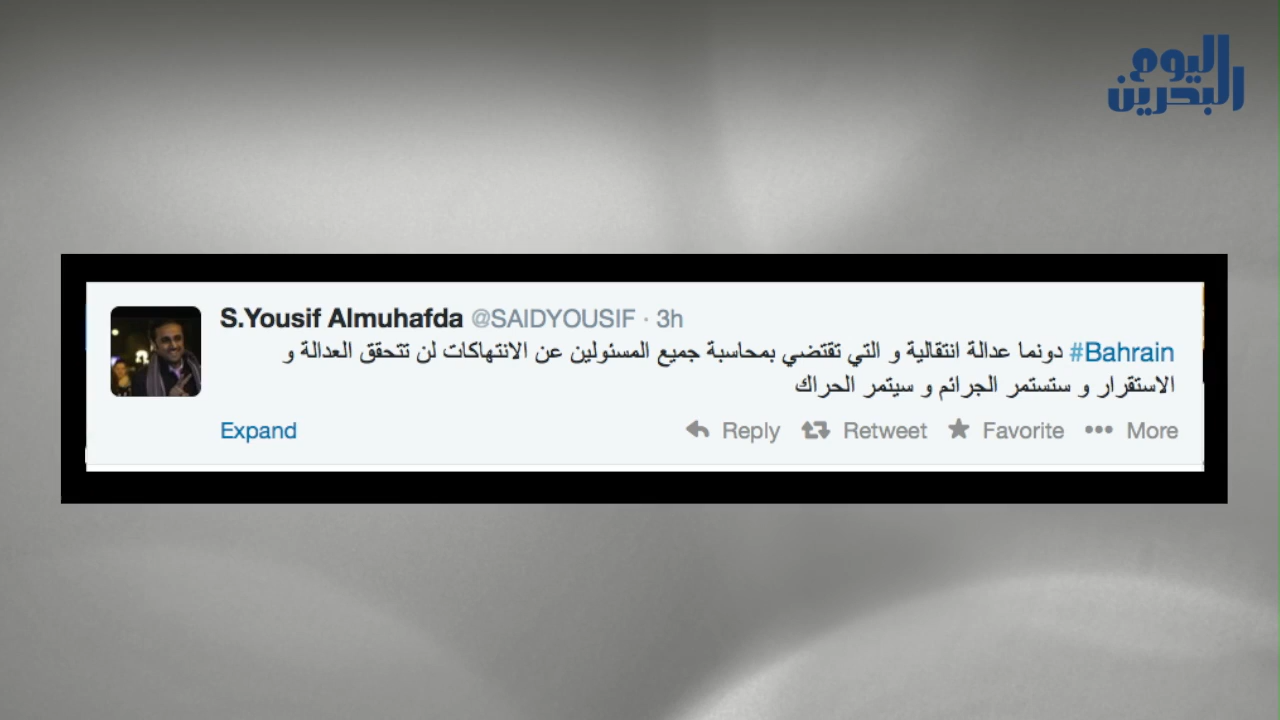 اليوم
البحرين
S.Yousif Almuhafda @SAIDYOUSIF · 3h
#Bahrain دونما عدالة انتقالية و التي تقتضي بمحاسبة جميع المسئولين عن الانتهاكات لن تتحقق العدالة و
الاستقرار و ستستمر الجرائم و سيتمر الحراك
Expand Reply Retweet Favorite ••• More